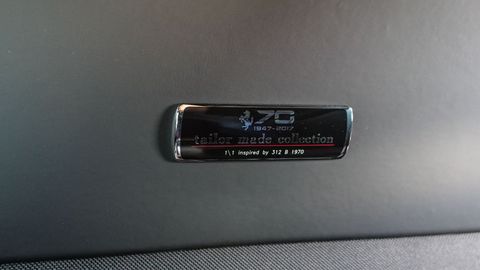 70
1947-2017
tailor made collection
1\1 inspired by 312 B 1970